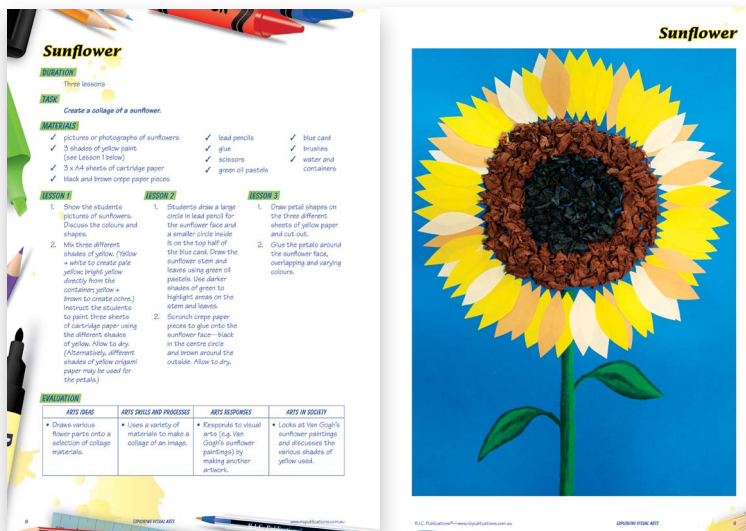 Sunflower
DURATION
Three lessons
TASK
Create a collage of a sunflower.
MATERIALS
✓ pictures or photographs of sunflowers
✓ 3 shades of yellow paint
(see Lesson 1 below)
✓ 3 x A4 sheets of cartridge paper
✓ black and brown crepe paper pieces
✓ lead pencils
✓ glue
✓ scissors
✓ green oil pastels
✓ blue card
✓ brushes
✓ water and
containers
LESSON 1
1. Show the students
pictures of sunflowers.
Discuss the colours and
shapes.
2. Mix three different
shades of yellow. (Yellow
+ white to create pale
yellow; bright yellow
directly from the
container; yellow +
brown to create ochre.)
Instruct the students
to paint three sheets
of cartridge paper using
the different shades
of yellow. Allow to dry.
(Alternatively, different
shades of yellow origami
paper may be used for
the petals.)
LESSON 2
1. Students draw a large
circle in lead pencil for
the sunflower face and
a smaller circle inside
it on the top half of
the blue card. Draw the
sunflower stem and
leaves using green oil
pastels. Use darker
shades of green to
highlight areas on the
stem and leaves.
2. Scrunch crepe paper
pieces to glue onto the
sunflower face—black
in the centre circle
and brown around the
outside. Allow to dry.
LESSON 3
1. Draw petal shapes on
the three different
sheets of yellow paper
and cut out.
2. Glue the petals around
the sunflower face,
overlapping and varying
colours.
EVALUATION
ARTS IDEAS
• Draws various
flower parts onto a
selection of collage
materials.
ARTS SKILLS AND PROCESSES
• Uses a variety of
materials to make a
collage of an image.
ARTS RESPONSES
• Responds to visual
arts (e.g. Van
Gogh's sunflower
paintings) by
making another
artwork.
ARTS IN SOCIETY
• Looks at Van Gogh's
sunflower paintings
and discusses the
various shades of
yellow used.
EXPLORING VISUAL ARTS
www.ricpublications.com.au
Sunflower
R.I.C. Publications®—www.ricpublications.com.au
EXPLORING VISUAL ARTS